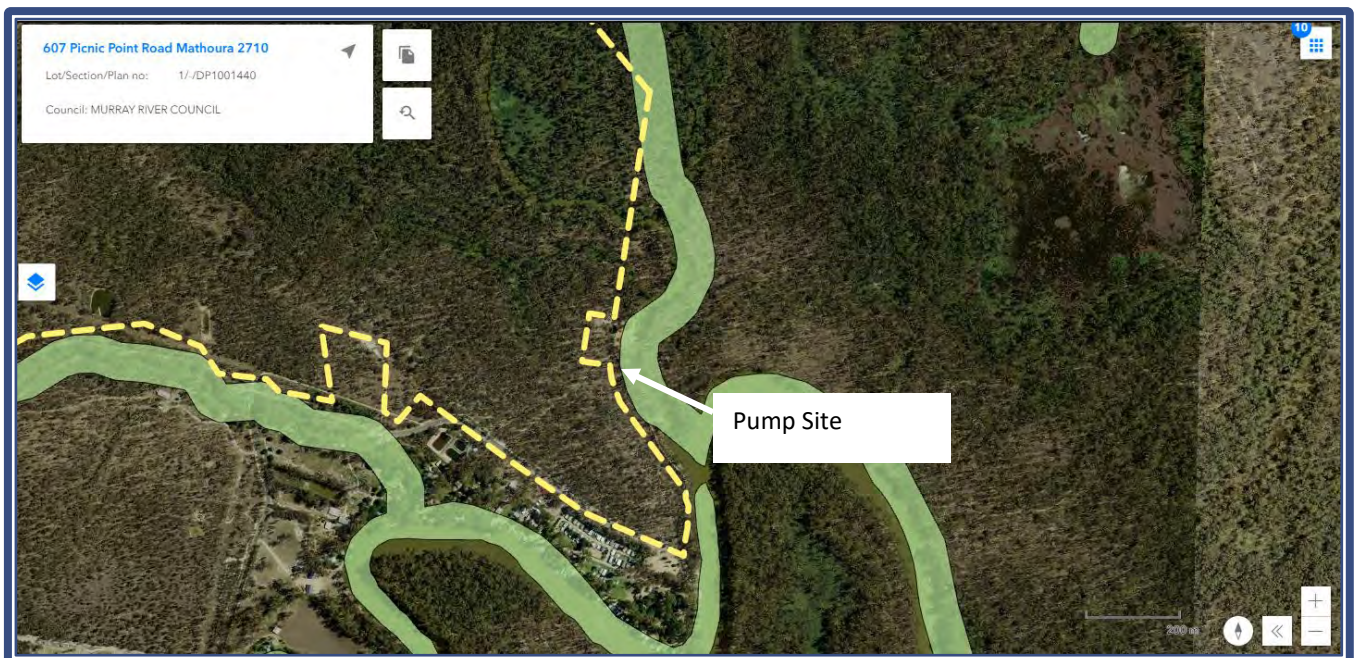 607 Picnic Point Road Mathoura 2710
Lot/Section/Plan no: 1/-/DP1001440
Council: MURRAY RIVER COUNCIL
10
Pump Site
200 m